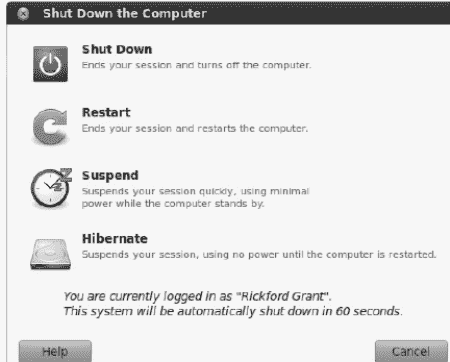 Shut Down the Computer
Shut Down
Ends your session and turns off the computer.
Restart
Ends your session and restarts the computer.
Suspend
Suspends your session quickly, using minimal
power while the computer stands by.
Hibernate
Suspends your session, using no power until the computer is restarted.
You are currently logged in as "Rickford Grant".
This system will be automatically shut down in 60 seconds.
Help
Cancel